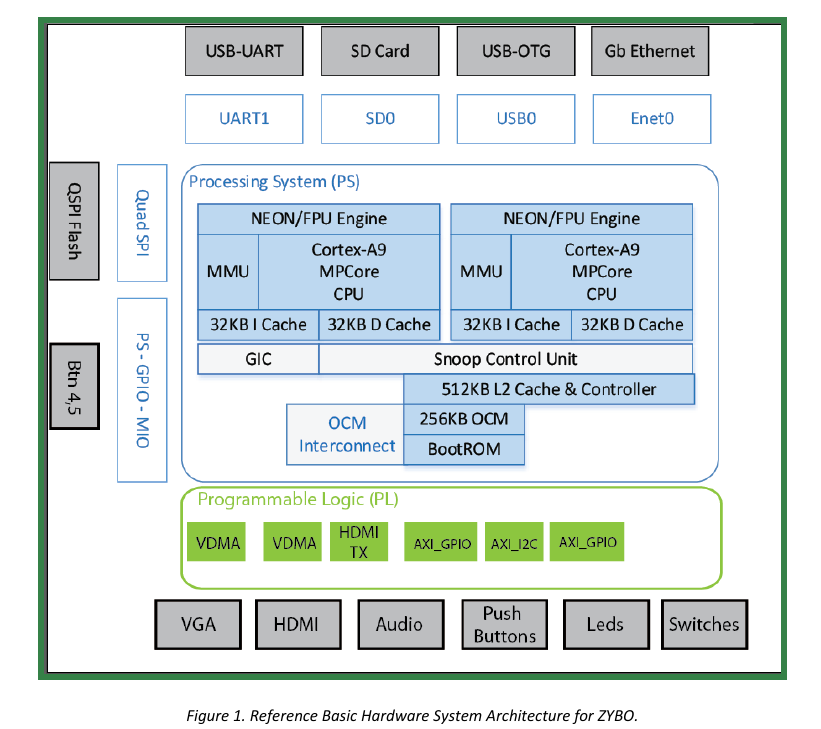 USB-UART
SD Card
USB-OTG
Gb Ethernet
UART1
SD0
USB0
Enet0
QSPI Flash
Quad SPI
Btn 4,5
PS - GPIO - MIO
Processing System (PS)
NEON/FPU Engine
MMU
Cortex-A9
MPCore
CPU
32KB I Cache
32KB D Cache
NEON/FPU Engine
MMU
Cortex-A9
MPCore
CPU
32KB I Cache
32KB D Cache
GIC
Snoop Control Unit
512KB L2 Cache & Controller
OCM
Interconnect
256KB OCM
BootROM
Programmable Logic (PL)
VDMA
VDMA
HDMI
TX
AXI_GPIO
AXI_I2C
AXI_GPIO
VGA
HDMI
Audio
Push
Buttons
Leds
Switches
Figure 1. Reference Basic Hardware System Architecture for ZYBO.